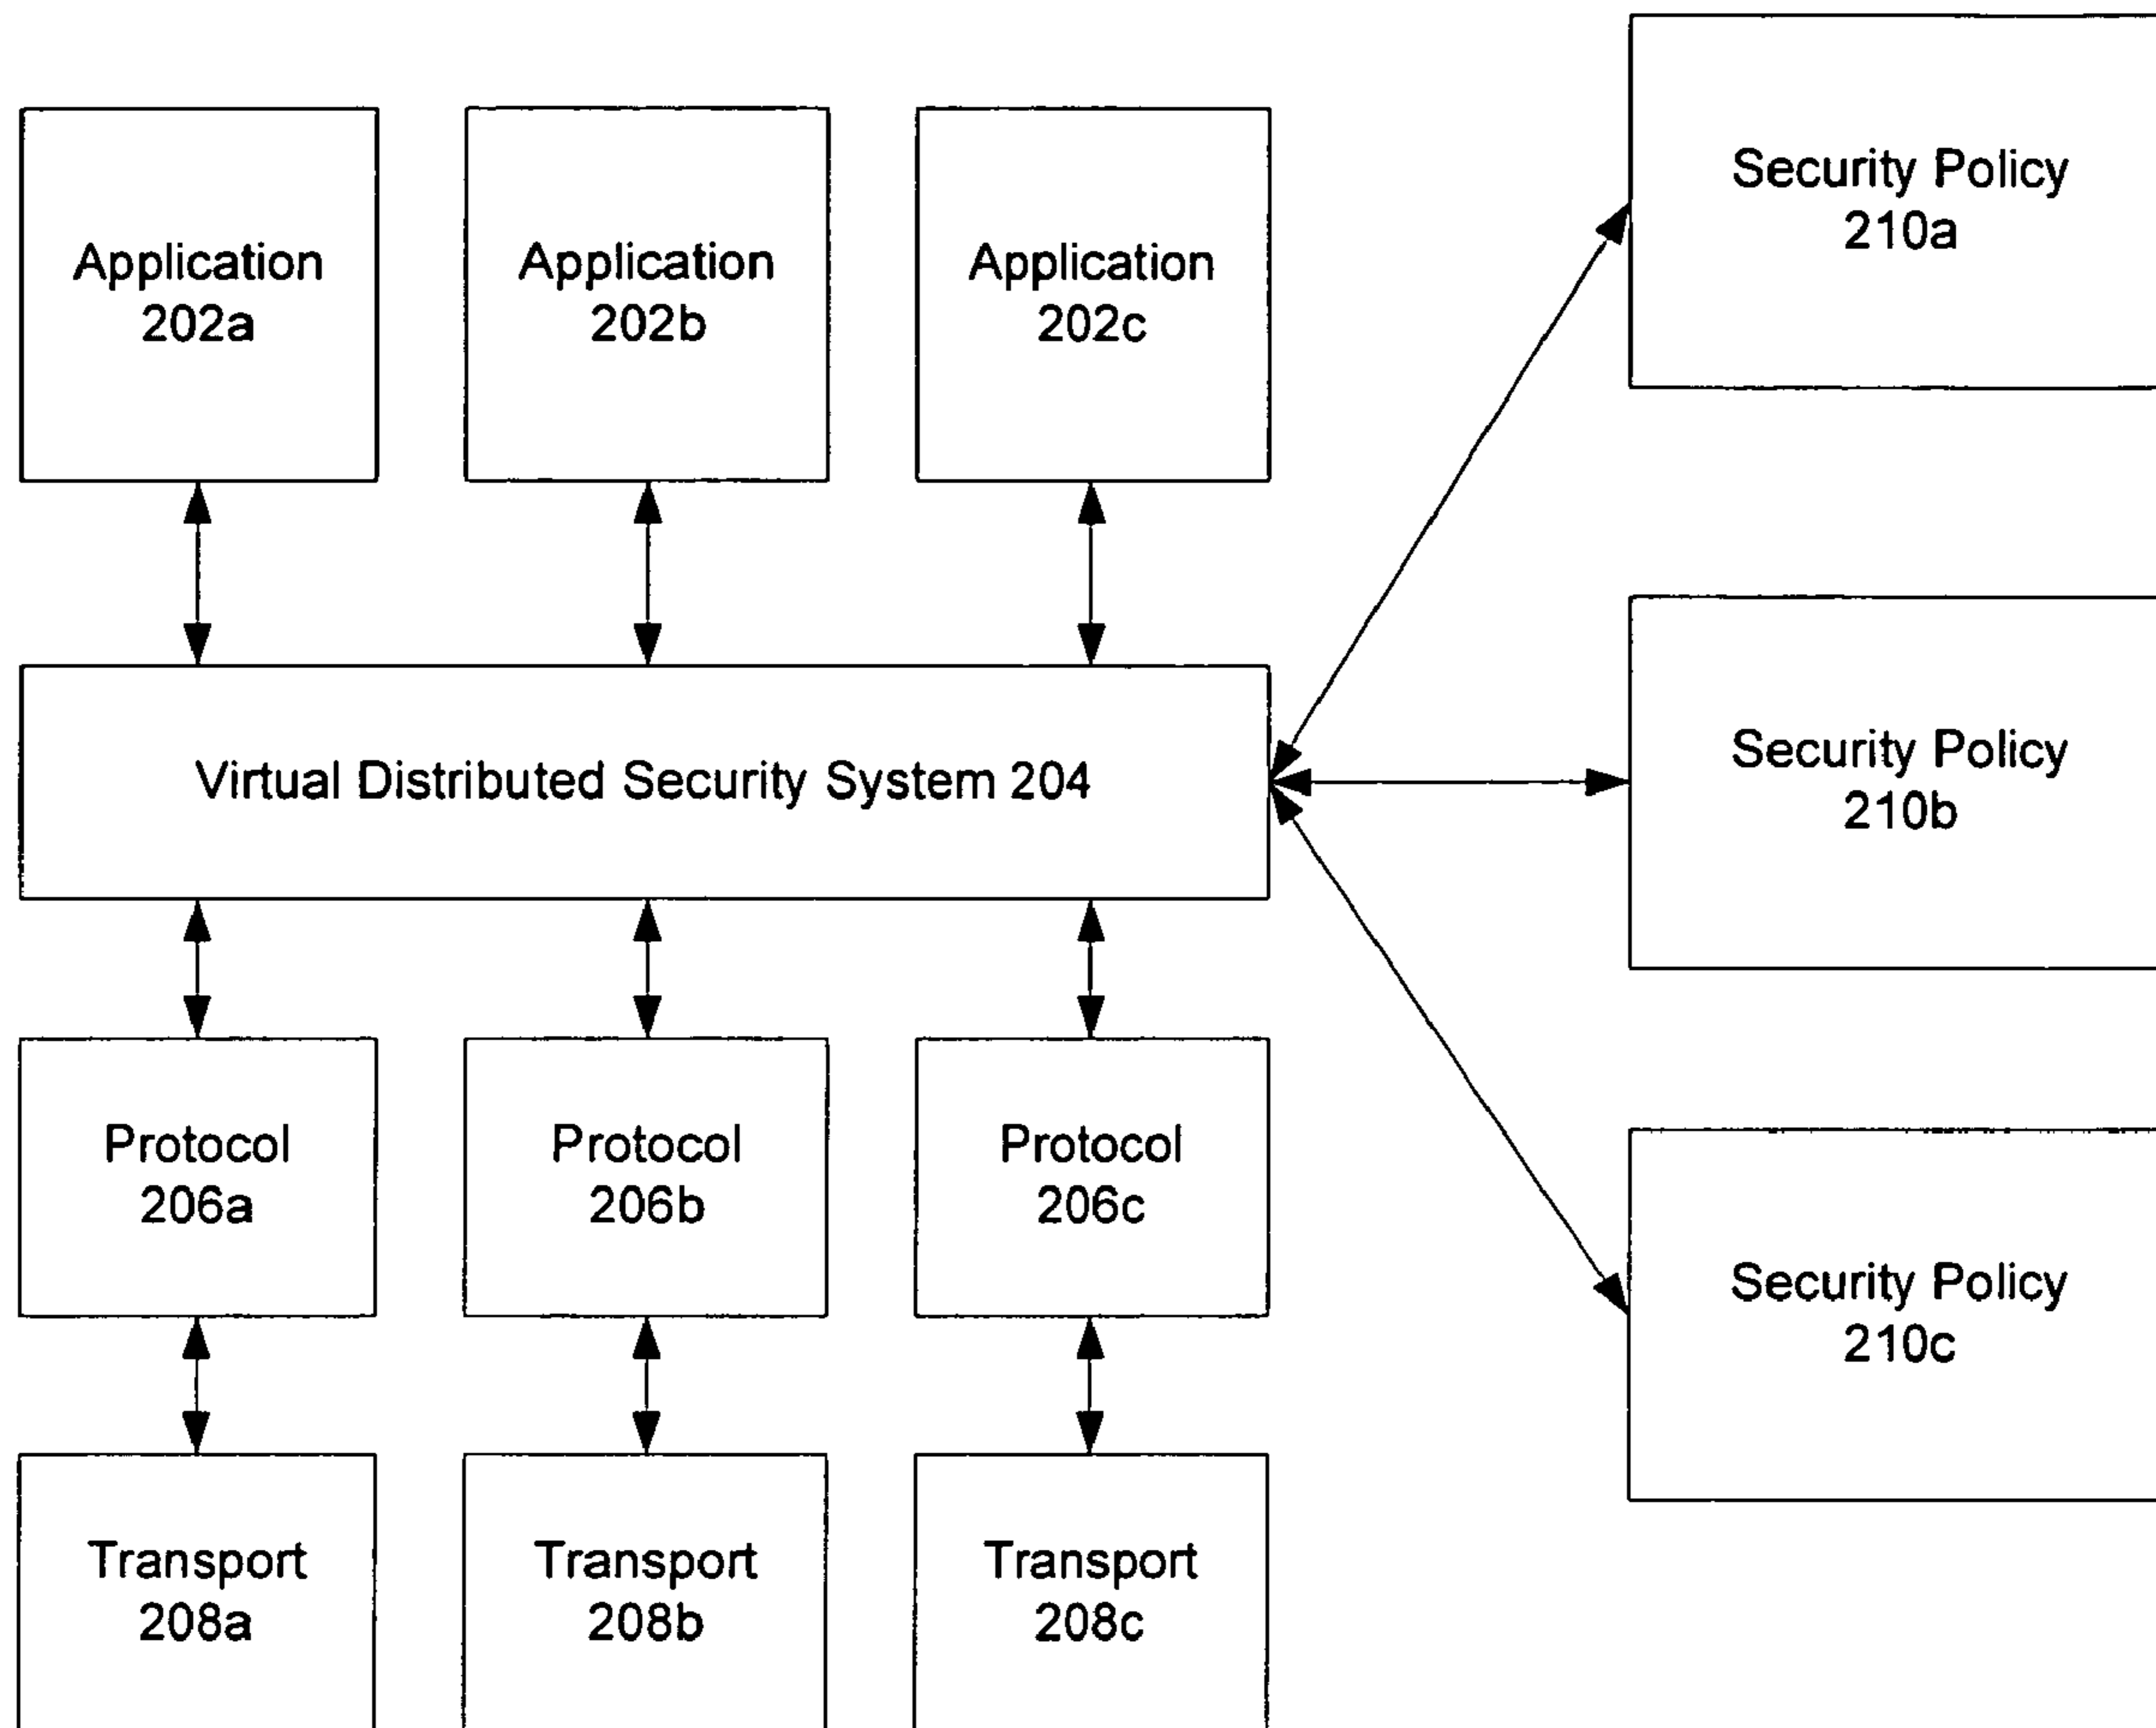 Security Policy
210a
Application
202a
Application
202b
Application
202c
Virtual Distributed Security System 204
Security Policy
210b
Protocol
206a
Protocol
206b
Protocol
206c
Security Policy
210c
Transport
208a
Transport
208b
Transport
208c